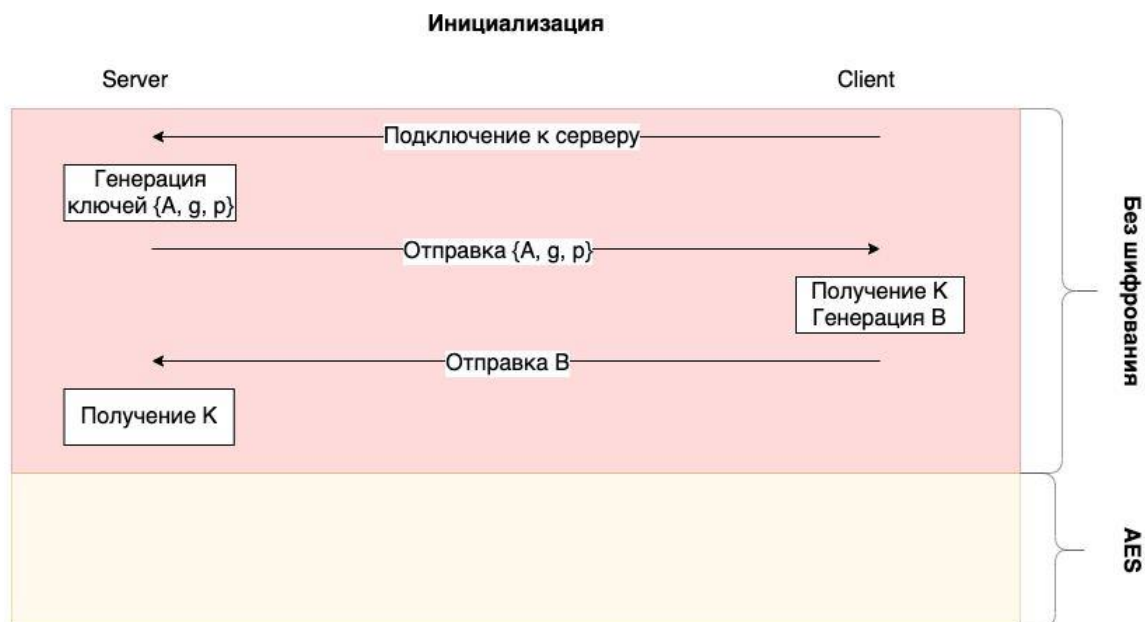 Инициализация
Server
Client
Подключение к серверу
Генерация
ключей {A, g, p}
Отправка {A, g, p}
Получение K
Генерация B
Отправка B
Получение K
Без шифрования
AES